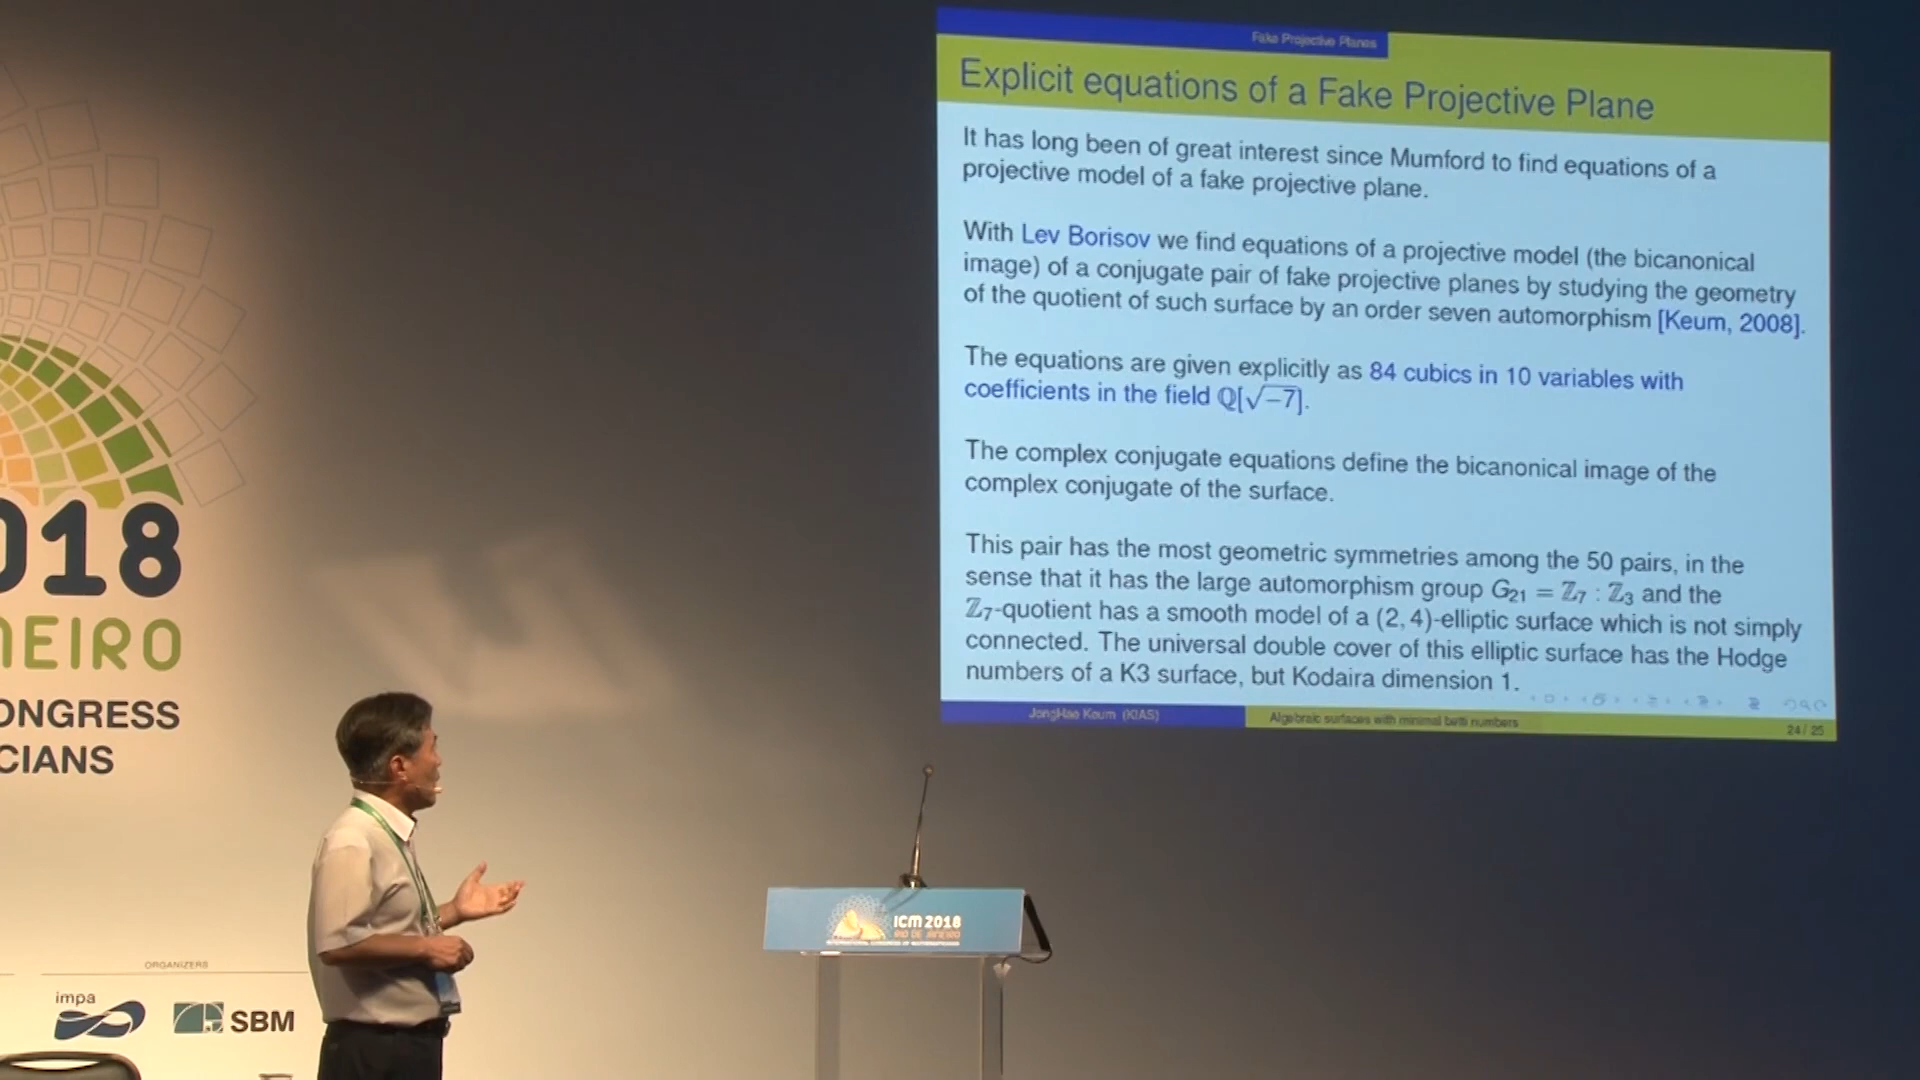 Fake Projective Planes
Explicit equations of a Fake Projective Plane
It has long been of great interest since Mumford to find equations of a
projective model of a fake projective plane.
With Lev Borisov we find equations of a projective model (the bicanonical
image) of a conjugate pair of fake projective planes by studying the geometry
of the quotient of such surface by an order seven automorphism [Keum, 2008].
The equations are given explicitly as 84 cubics in 10 variables with
coefficients in the field ℚ[√−7].
The complex conjugate equations define the bicanonical image of the
complex conjugate of the surface.
This pair has the most geometric symmetries among the 50 pairs, in the
sense that it has the large automorphism group G₂₁ = ℤ₇ : ℤ₃ and the
ℤ₇-quotient has a smooth model of a (2, 4)-elliptic surface which is not simply
connected. The universal double cover of this elliptic surface has the Hodge
numbers of a K3 surface, but Kodaira dimension 1.
JongHae Keum (KIAS)
Algebraic surfaces with minimal betti numbers
24 / 25
018
NEIRO
ONGRESS
CIANS
ORGANIZERS
impa
SBM
ICM 2018
RIO DE JANEIRO
INTERNATIONAL CONGRESS OF MATHEMATICIANS